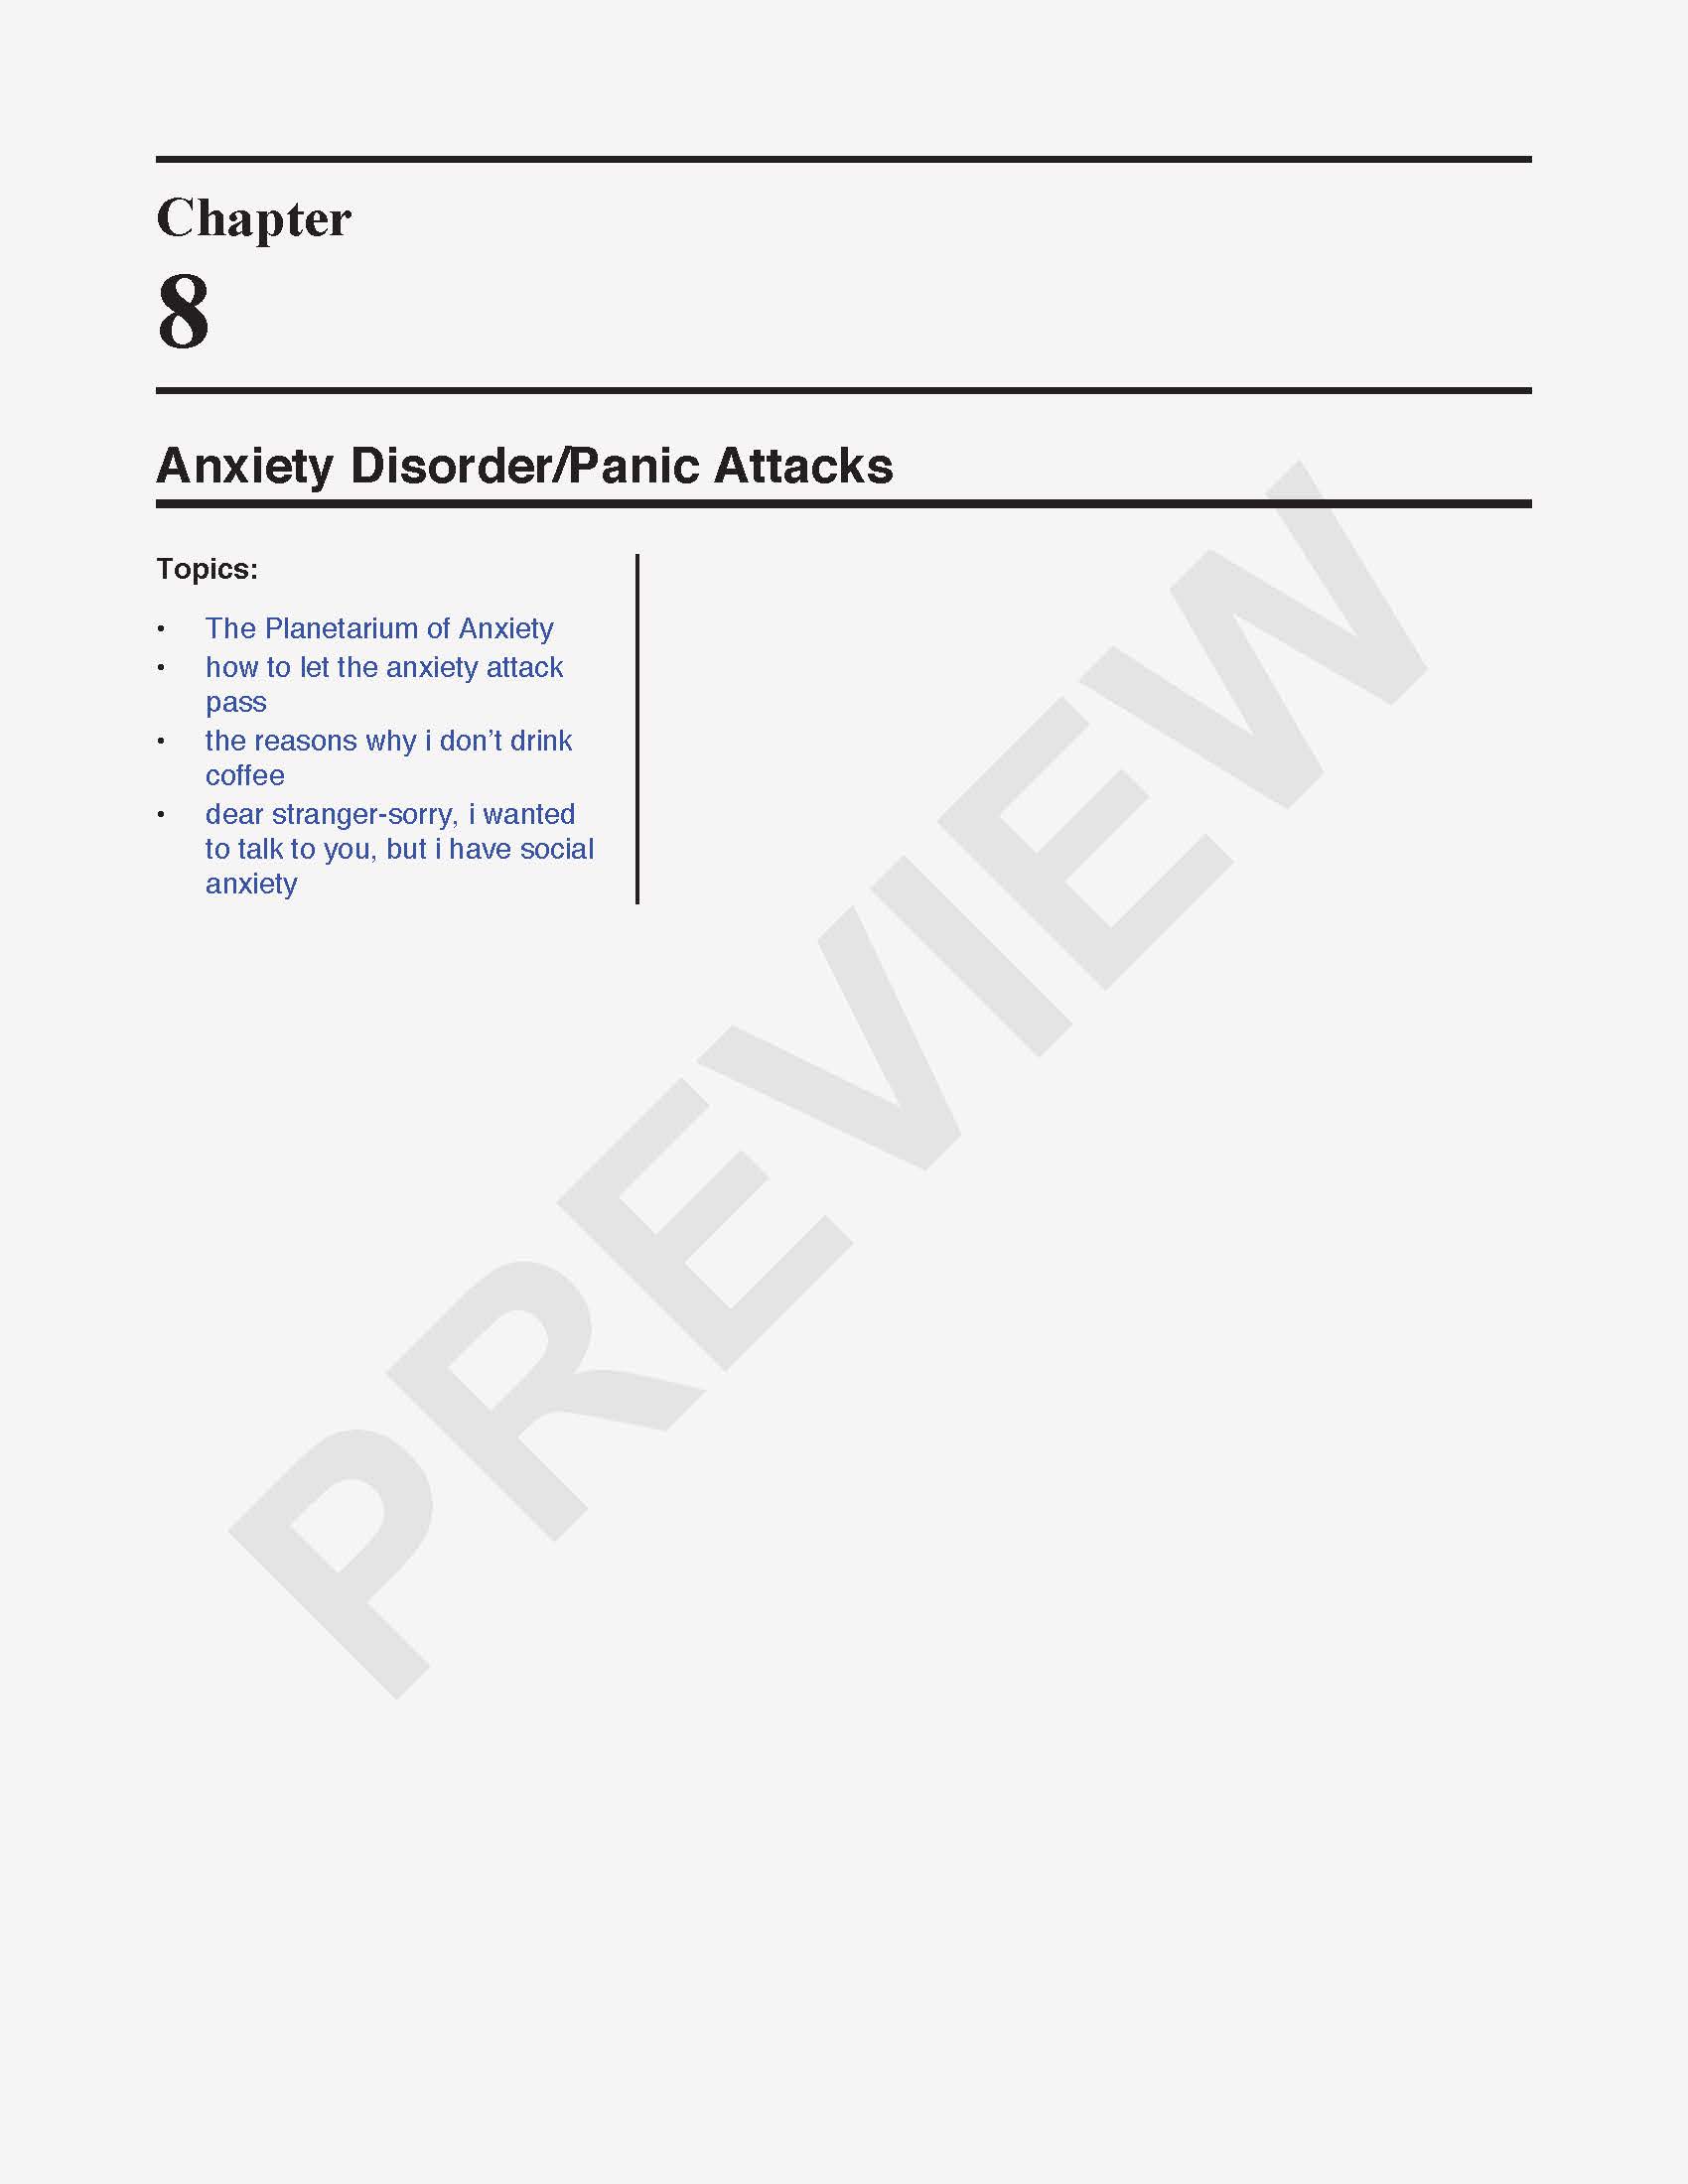 Chapter
8
Anxiety Disorder/Panic Attacks
Topics:
• The Planetarium of Anxiety
• how to let the anxiety attack
pass
• the reasons why i don't drink
coffee
• dear stranger-sorry, i wanted
to talk to you, but i have social
anxiety
PREVIEW